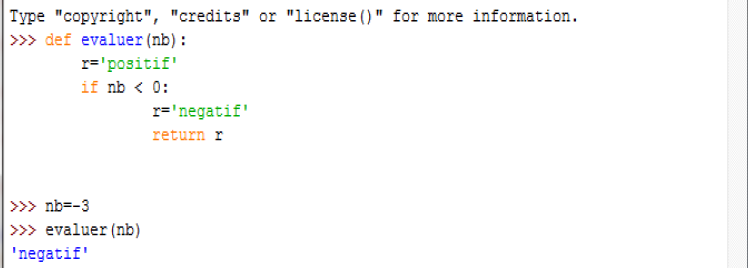 Type "copyright", "credits" or "license()" for more information.
>>> def evaluer(nb):
r='positif'
if nb < 0:
r='negatif'
return r
>>> nb=-3
>>> evaluer(nb)
'negatif'